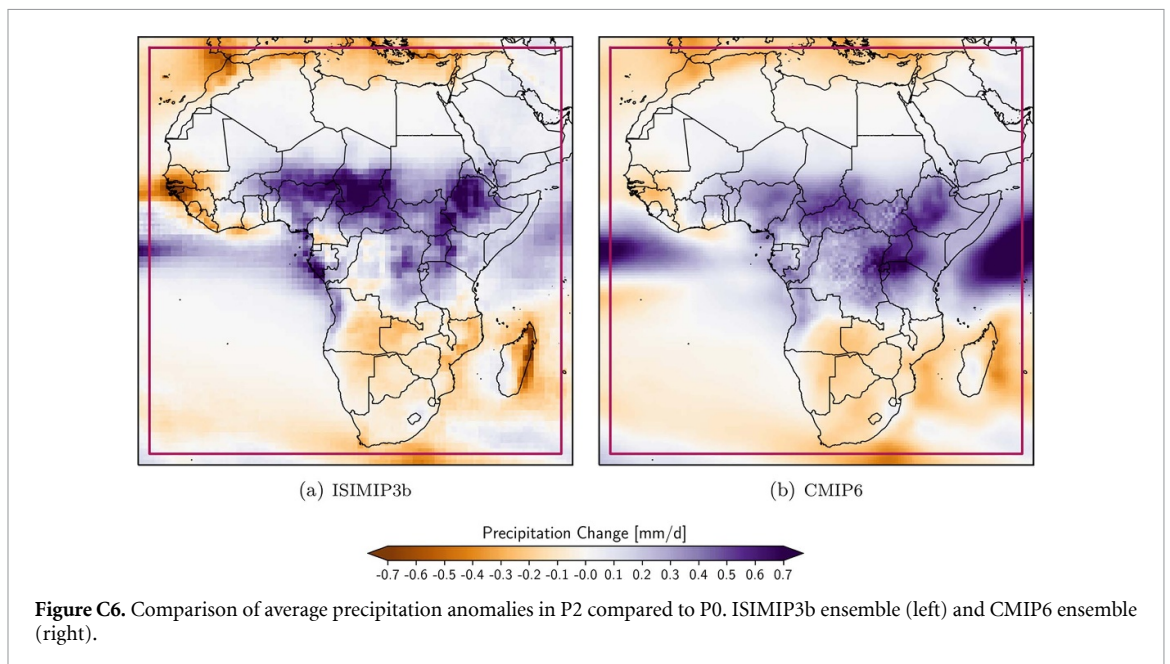 (a) ISIMIP3b
(b) CMIP6
Precipitation Change [mm/d]
-0.7 -0.6 -0.5 -0.4 -0.3 -0.2 -0.1 -0.0 0.1 0.2 0.3 0.4 0.5 0.6 0.7
Figure C6. Comparison of average precipitation anomalies in P2 compared to P0. ISIMIP3b ensemble (left) and CMIP6 ensemble
(right).